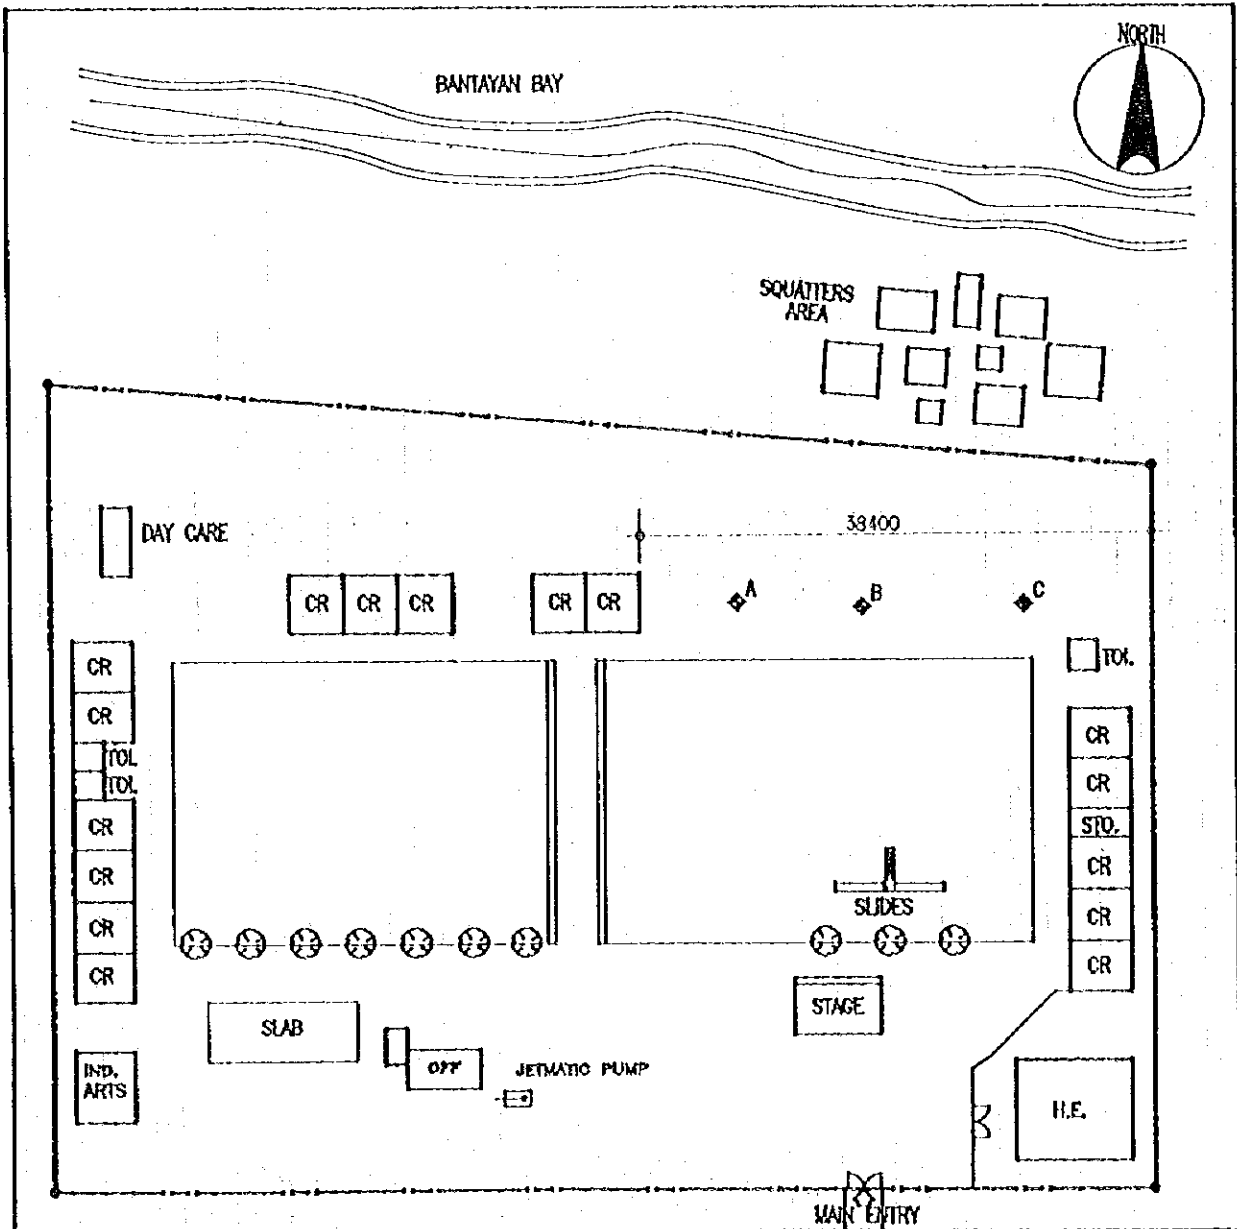 NORTH
BANTAYAN BAY
SQUATTERS
AREA
38400
DAY CARE
A
B
C
CR
CR
CR
CR
CR
TOL.
CR
CR
TOL.
TOL.
CR
CR
CR
CR
CR
CR
STO.
CR
CR
CR
SLIDES
STAGE
SLAB
OFF
JETMATIC PUMP
IND.
ARTS
H.E.
MAIN ENTRY